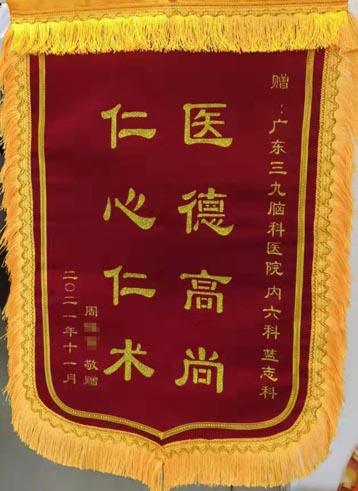 赠：广东三九脑科医院 内六科 蓝志科
医德高尚
仁心仁术
周 敬赠
二〇二一年十一月